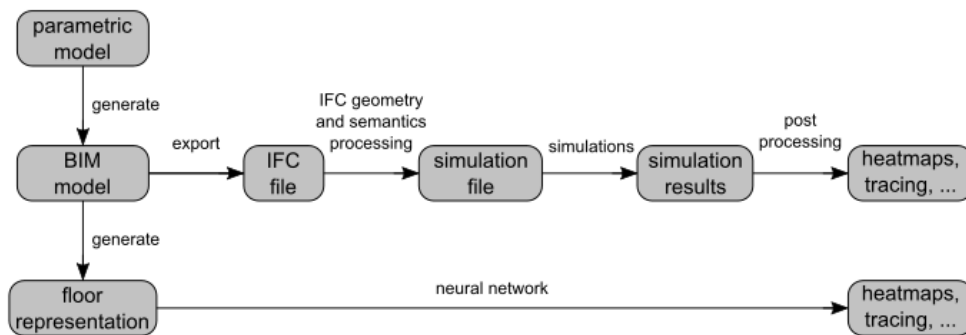 parametric
model
generate
IFC geometry
and semantics
processing
export
simulations
post
processing
BIM
model
IFC
file
simulation
file
simulation
results
heatmaps,
tracing, ...
generate
floor
representation
neural network
heatmaps,
tracing, ...